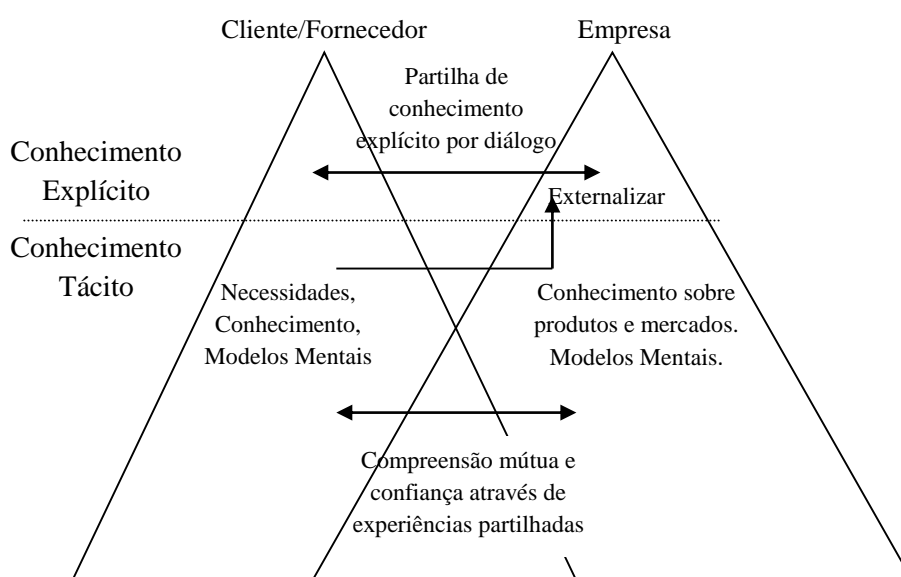 Cliente/Fornecedor
Empresa
Partilha de
conhecimento
explícito por diálogo
Conhecimento
Explícito
Externalizar
Conhecimento
Tácito
Necessidades,
Conhecimento,
Modelos Mentais
Conhecimento sobre
produtos e mercados.
Modelos Mentais.
Compreensão mútua e
confiança através de
experiências partilhadas